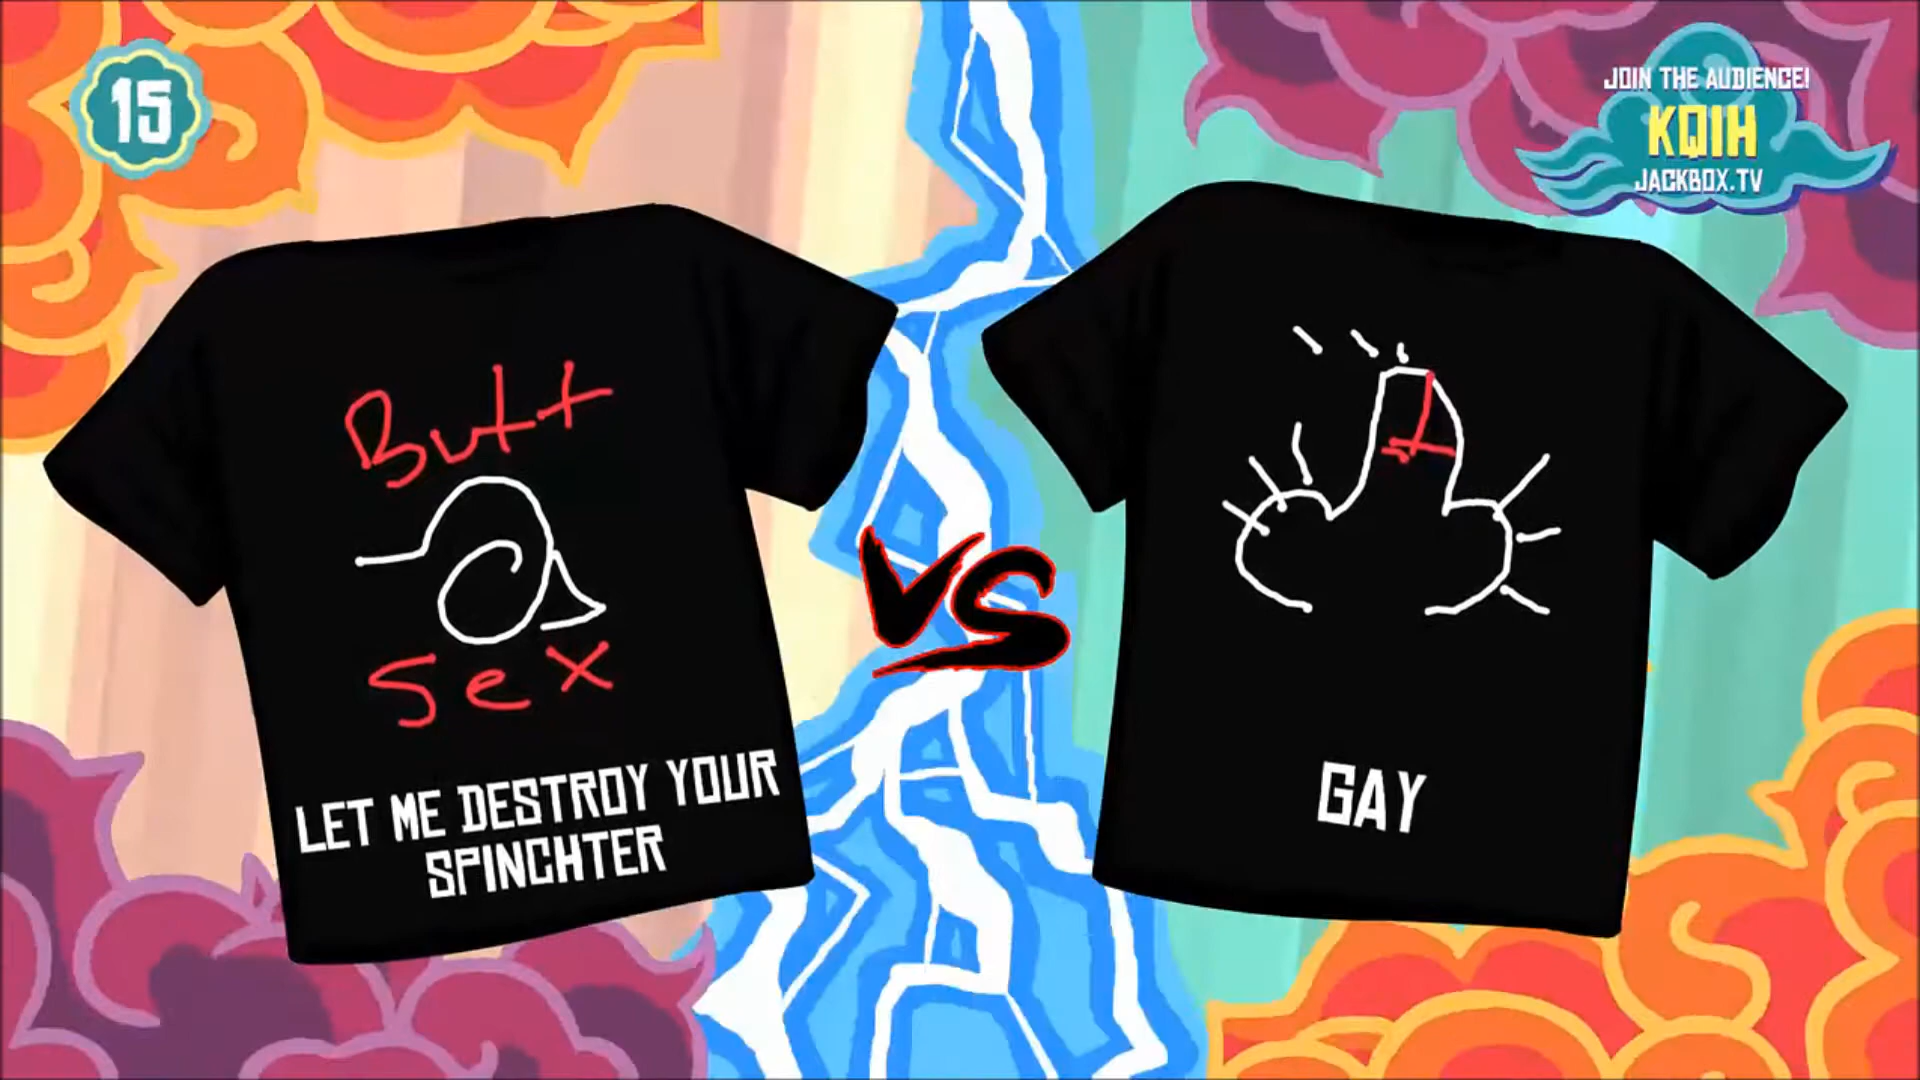 15
JOIN THE AUDIENCE!
KQIH
JACKBOX.TV
Butt
Sex
LET ME DESTROY YOUR
SPINCHTER
VS
GAY